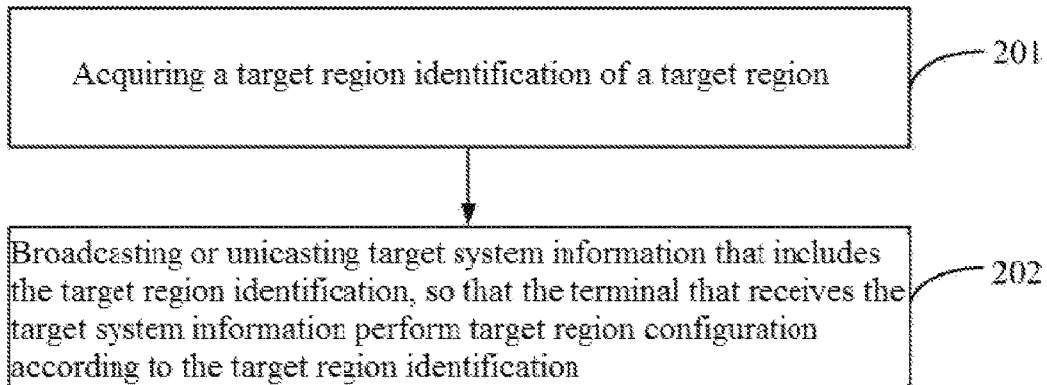 Acquiring a target region identification of a target region
201
Broadcasting or unicasting target system information that includes
the target region identification, so that the terminal that receives the
target system information perform target region configuration
according to the target region identification
202